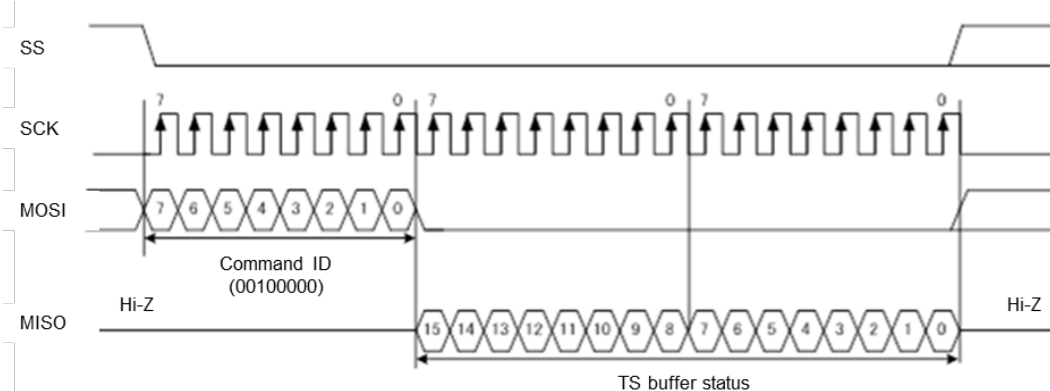 SS
7 0 7 0 7 0
SCK
MOSI 7 6 5 4 3 2 1 0
Command ID
(00100000)
Hi-Z Hi-Z
MISO 15 14 13 12 11 10 9 8 7 6 5 4 3 2 1 0
TS buffer status